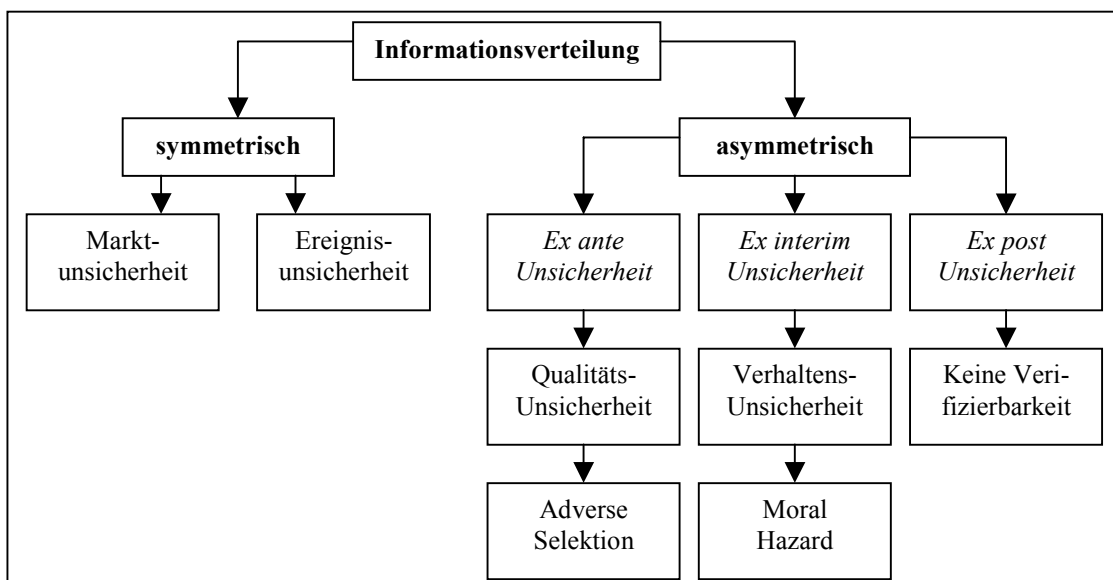 Informationsverteilung
symmetrisch
asymmetrisch
Markt-
unsicherheit
Ereignis-
unsicherheit
Ex ante
Unsicherheit
Ex interim
Unsicherheit
Ex post
Unsicherheit
Qualitäts-
Unsicherheit
Verhaltens-
Unsicherheit
Keine Veri-
fizierbarkeit
Adverse
Selektion
Moral
Hazard